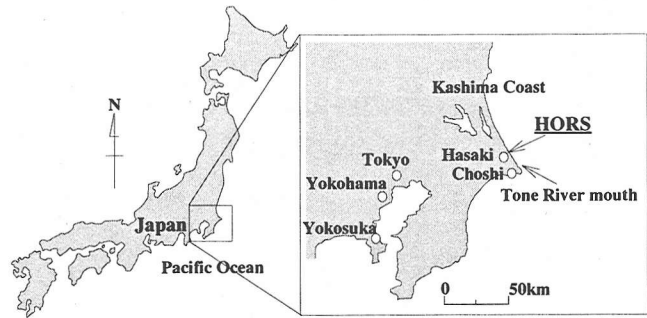 N
Japan
Pacific Ocean
Kashima Coast
HORS
Hasaki
Choshi
Tone River mouth
Tokyo
Yokohama
Yokosuka
0 50km